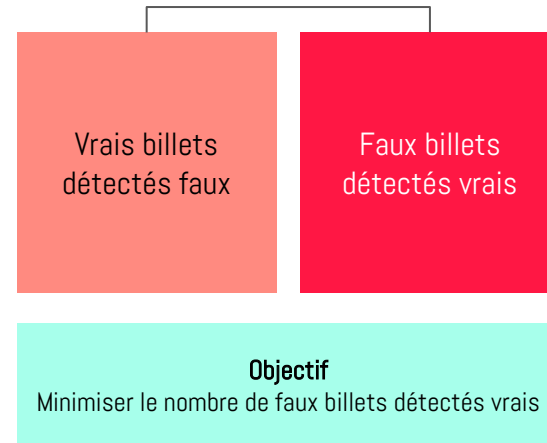 Vrais billets
détectés faux
Faux billets
détectés vrais
Objectif
Minimiser le nombre de faux billets détectés vrais